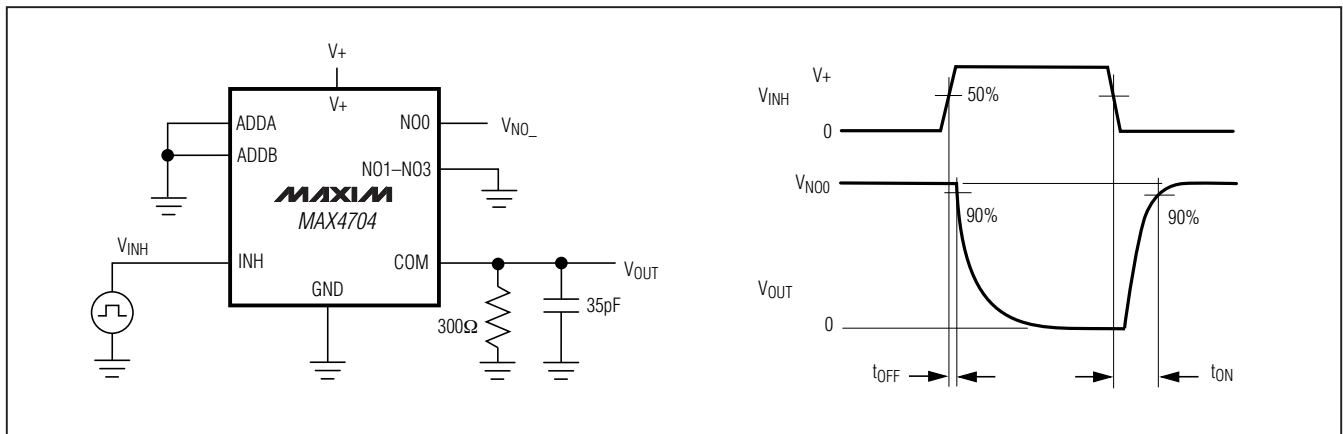 V+
V+
ADDA
NO0
V_NO_
ADDB
NO1–NO3
MAXIM
MAX4704
V_INH
INH
COM
V_OUT
GND
300Ω
35pF
V+
V_INH
50%
0
V_NO0
90%
90%
V_OUT
0
t_OFF
t_ON